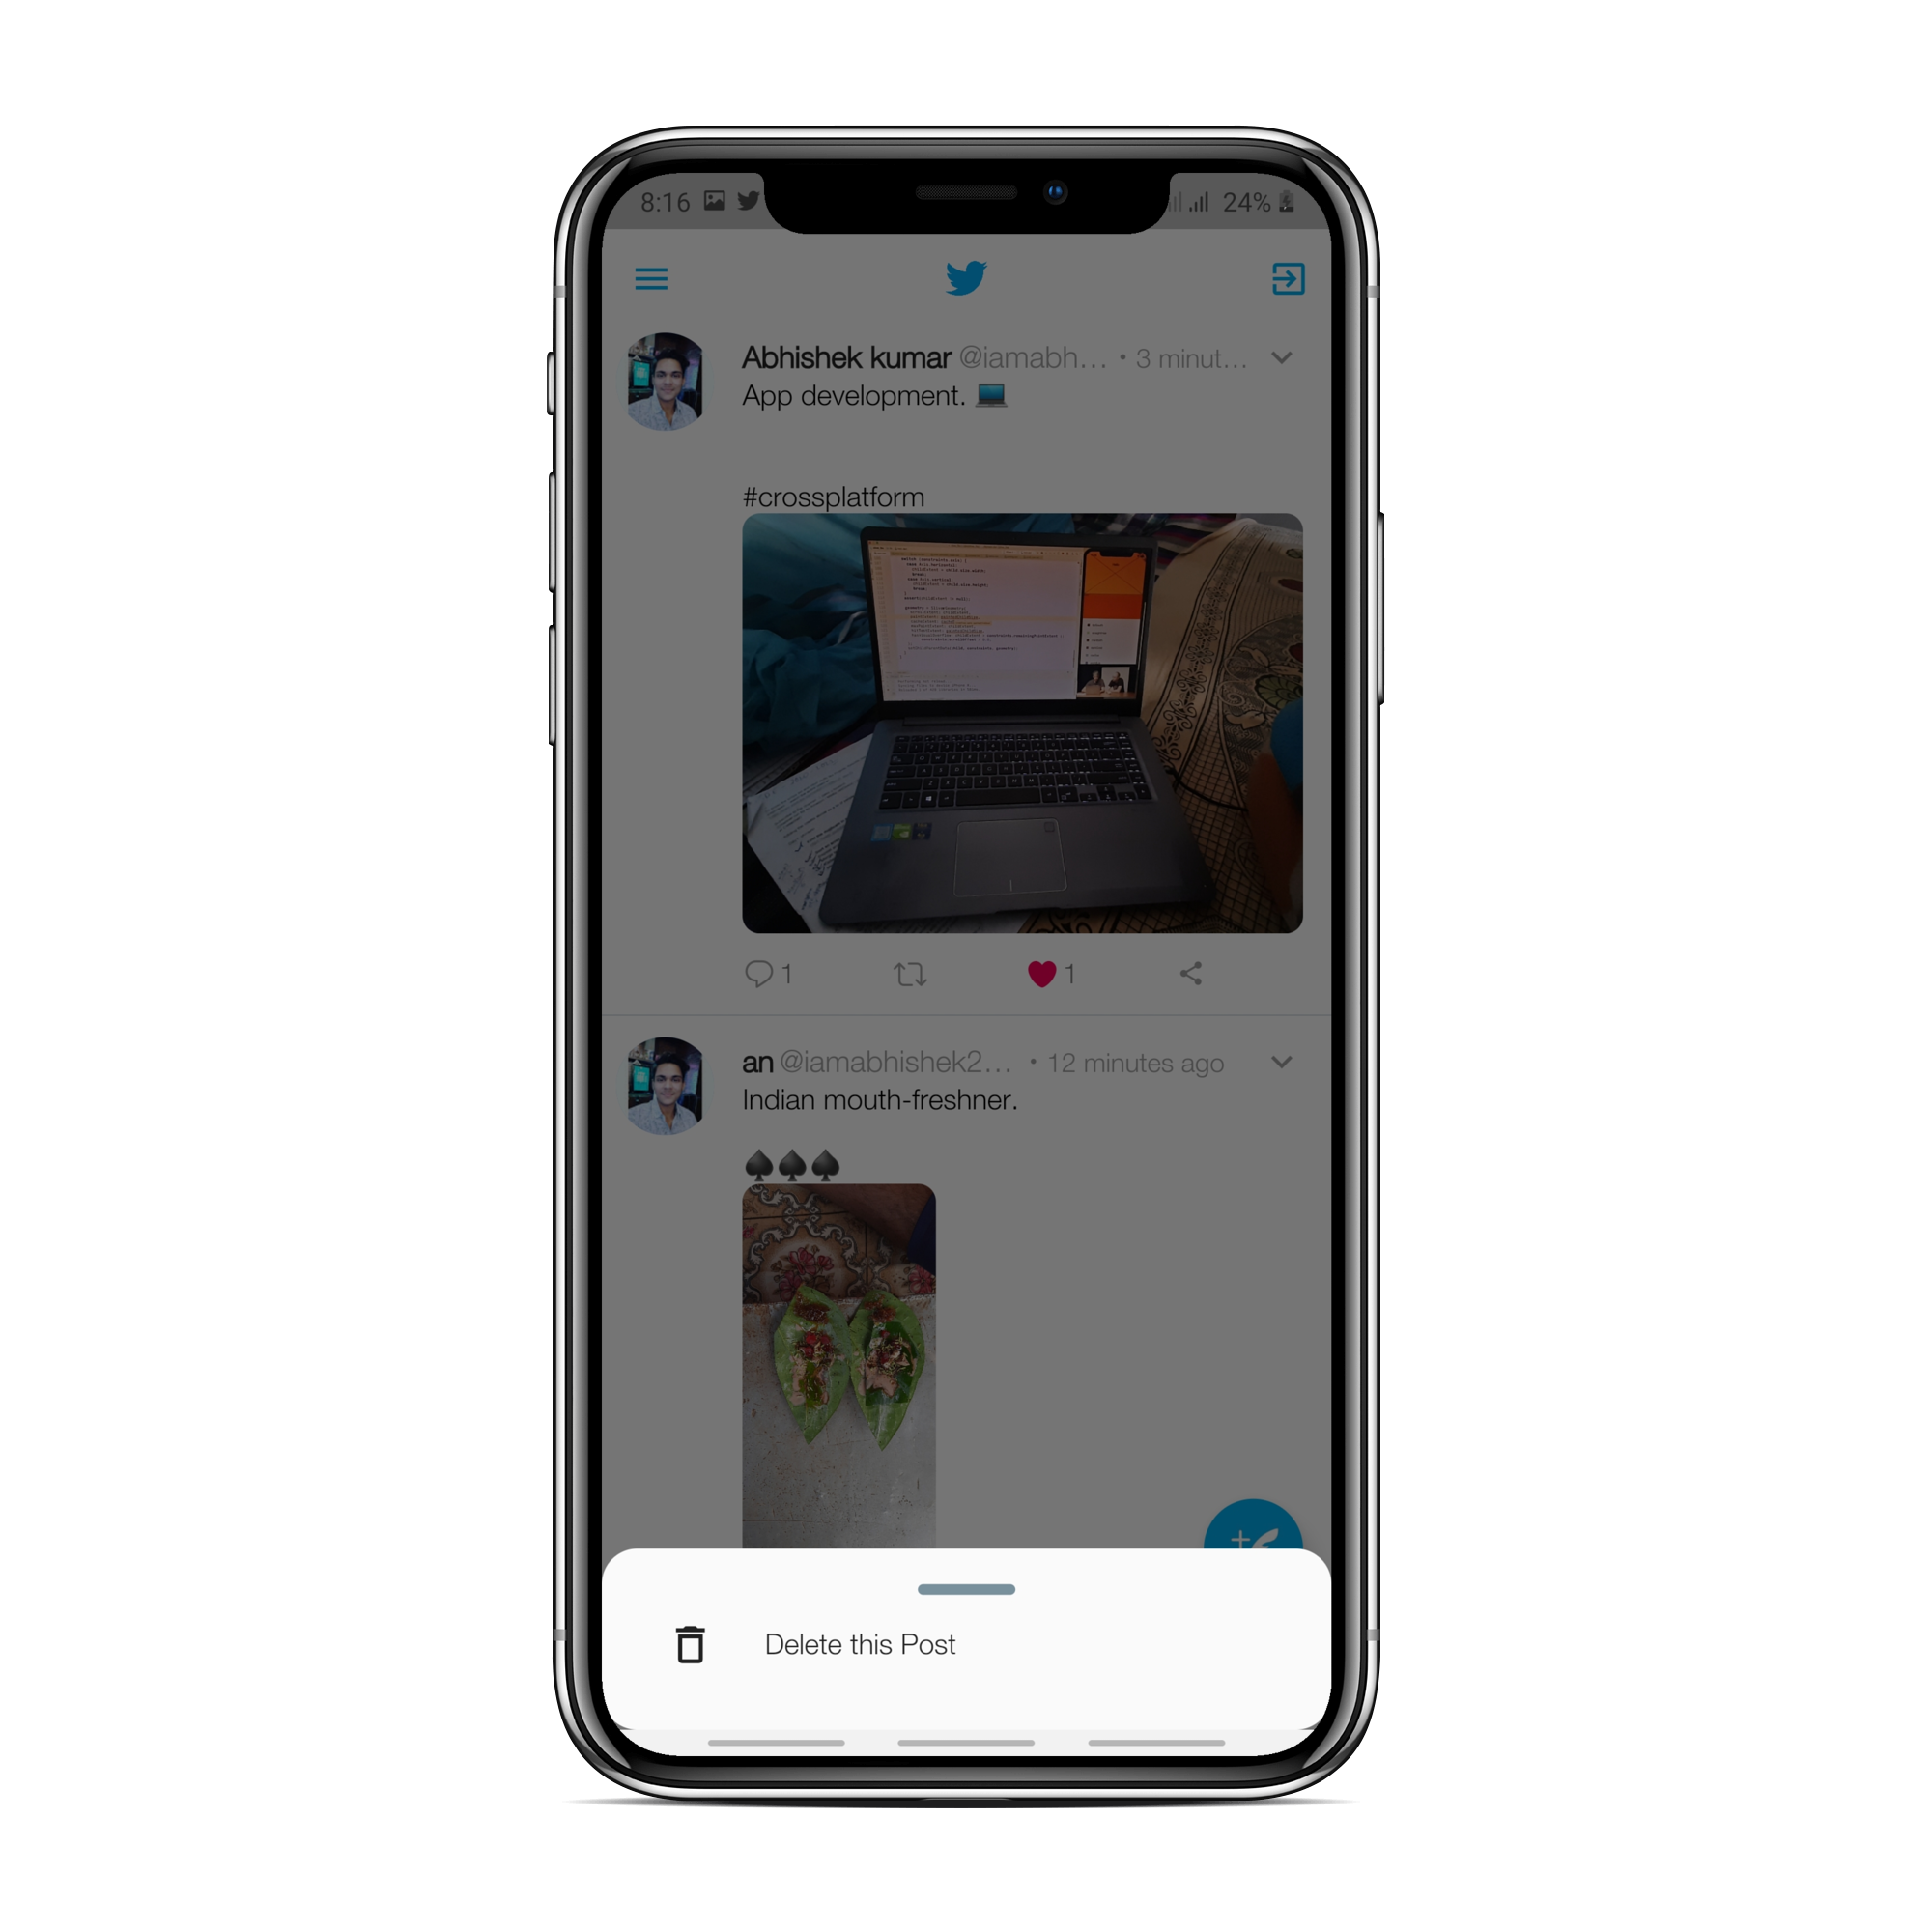 8:16 24%
Abhishek kumar @iamabh... • 3 minut...
App development. 💻
#crossplatform
1 1
an @iamabhishek2... • 12 minutes ago
Indian mouth-freshner.
♠♠♠
Delete this Post